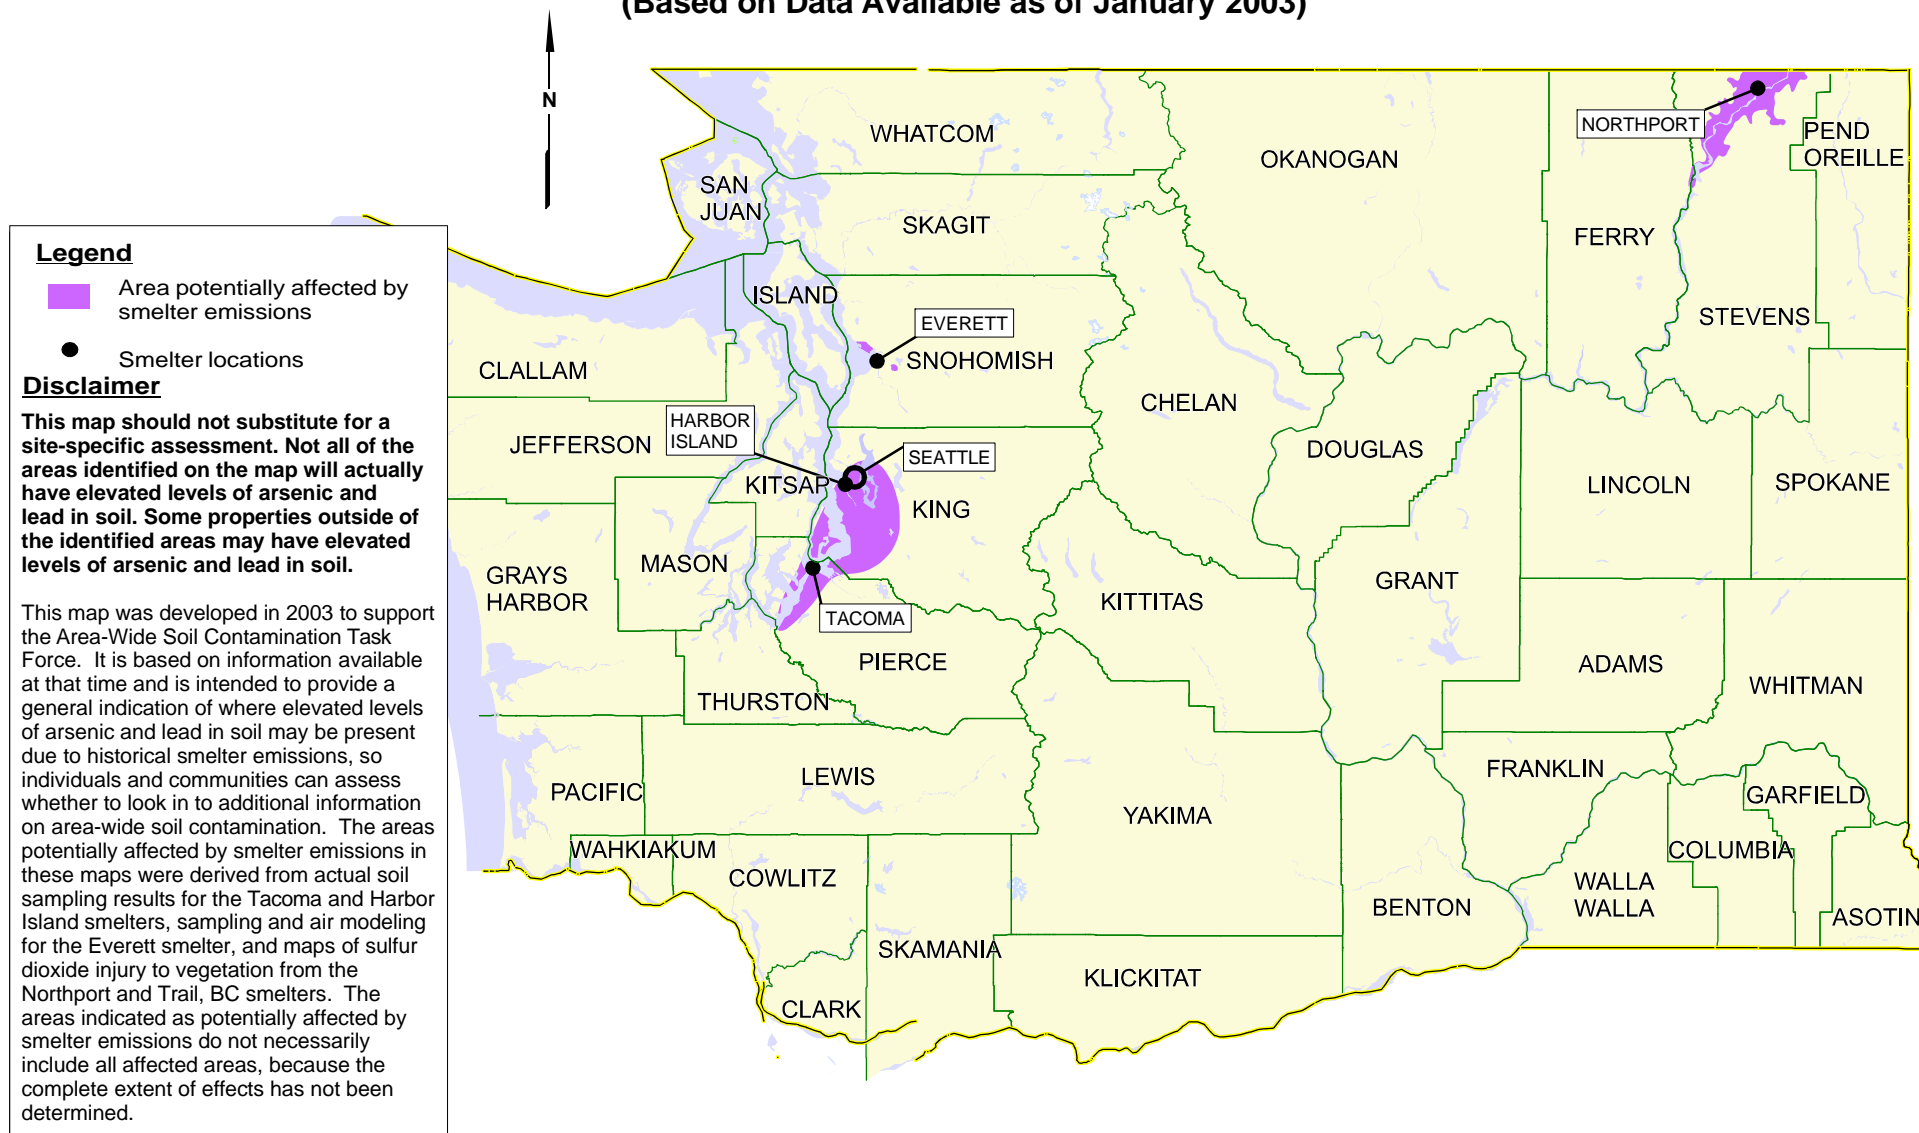 (Based on Data Available as of January 2003)
N
Legend
Area potentially affected by
smelter emissions
Smelter locations
Disclaimer
This map should not substitute for a
site-specific assessment. Not all of the
areas identified on the map will actually
have elevated levels of arsenic and
lead in soil. Some properties outside of
the identified areas may have elevated
levels of arsenic and lead in soil.
This map was developed in 2003 to support
the Area-Wide Soil Contamination Task
Force. It is based on information available
at that time and is intended to provide a
general indication of where elevated levels
of arsenic and lead in soil may be present
due to historical smelter emissions, so
individuals and communities can assess
whether to look in to additional information
on area-wide soil contamination. The areas
potentially affected by smelter emissions in
these maps were derived from actual soil
sampling results for the Tacoma and Harbor
Island smelters, sampling and air modeling
for the Everett smelter, and maps of sulfur
dioxide injury to vegetation from the
Northport and Trail, BC smelters. The
areas indicated as potentially affected by
smelter emissions do not necessarily
include all affected areas, because the
complete extent of effects has not been
determined.
WHATCOM
OKANOGAN
NORTHPORT
PEND
OREILLE
SAN
JUAN
SKAGIT
FERRY
ISLAND
EVERETT
STEVENS
SNOHOMISH
CLALLAM
CHELAN
HARBOR
ISLAND
JEFFERSON
SEATTLE
DOUGLAS
KITSAP
LINCOLN
SPOKANE
KING
MASON
GRAYS
HARBOR
GRANT
KITTITAS
TACOMA
PIERCE
ADAMS
WHITMAN
THURSTON
LEWIS
FRANKLIN
PACIFIC
GARFIELD
YAKIMA
WAHKIAKUM
COLUMBIA
COWLITZ
WALLA
WALLA
BENTON
ASOTIN
SKAMANIA
KLICKITAT
CLARK